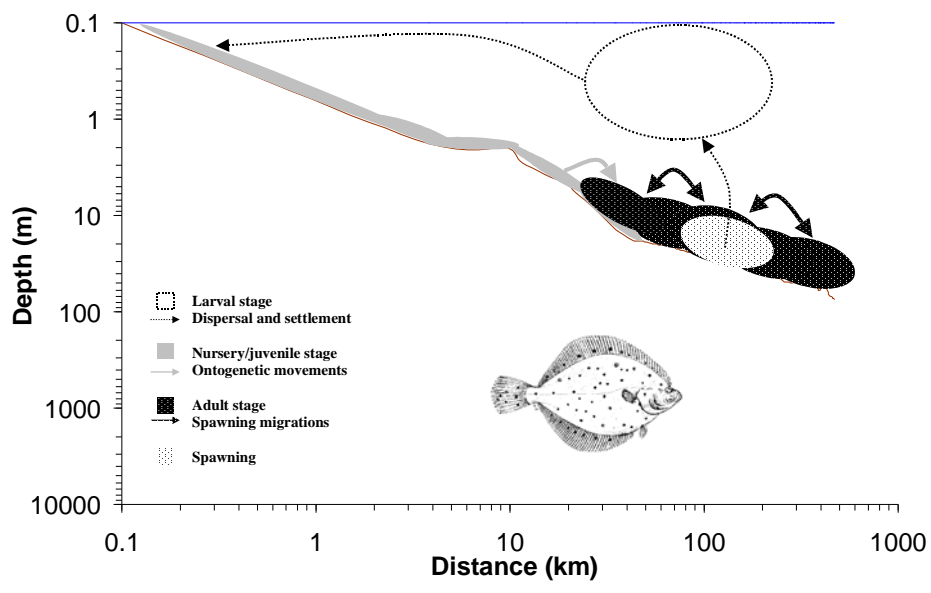 0.1
1
10
100
1000
10000
Depth (m)
Larval stage
Dispersal and settlement
Nursery/juvenile stage
Ontogenetic movements
Adult stage
Spawning migrations
Spawning
0.1 1 10 100 1000
Distance (km)